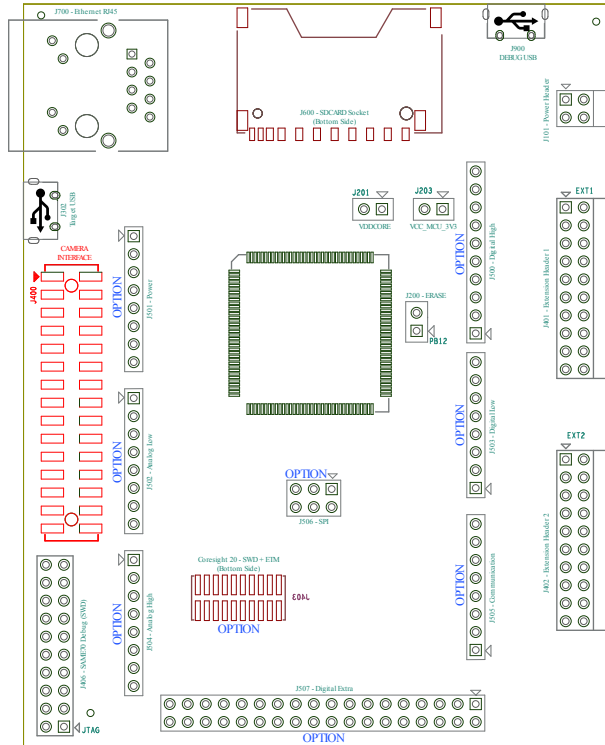 J700 - Ethernet RJ45
J600 - SDCARD Socket
(Bottom Side)
J900
DEBUG USB
J101 - Power Header
J302
Target USB
J201
VDDCORE
J203
VCC_MCU_3V3
J500 - Digital High
OPTION
EXT1
J401 - Extension Header 1
CAMERA
INTERFACE
J400
OPTION
J501 - Power
J200 - ERASE
PB12
OPTION
J502 - Analog Low
OPTION
J503 - Digital Low
EXT2
J402 - Extension Header 2
OPTION
J506 - SPI
Coresight 20 - SWD + ETM
(Bottom Side)
J403
OPTION
OPTION
J504 - Analog High
OPTION
J505 - Communication
J406 - SAME70 Debug (SWD)
JTAG
J507 - Digital Extra
OPTION